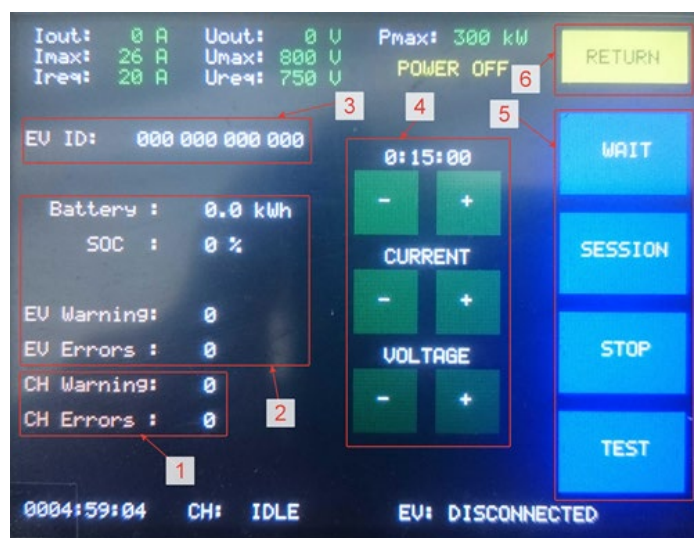 Iout: 0 A Uout: 0 V Pmax: 300 kW
Imax: 26 A Umax: 800 V POWER OFF
Ireq: 20 A Ureq: 750 V
6
RETURN
3
4
5
EV ID: 000 000 000 000
0:15:00
WAIT
- +
Battery : 0.0 kWh
SOC : 0 %
CURRENT
SESSION
- +
EV Warning: 0
EV Errors : 0
VOLTAGE
STOP
CH Warning: 0
- +
CH Errors : 0
2
1
TEST
0004:59:04 CH: IDLE EV: DISCONNECTED